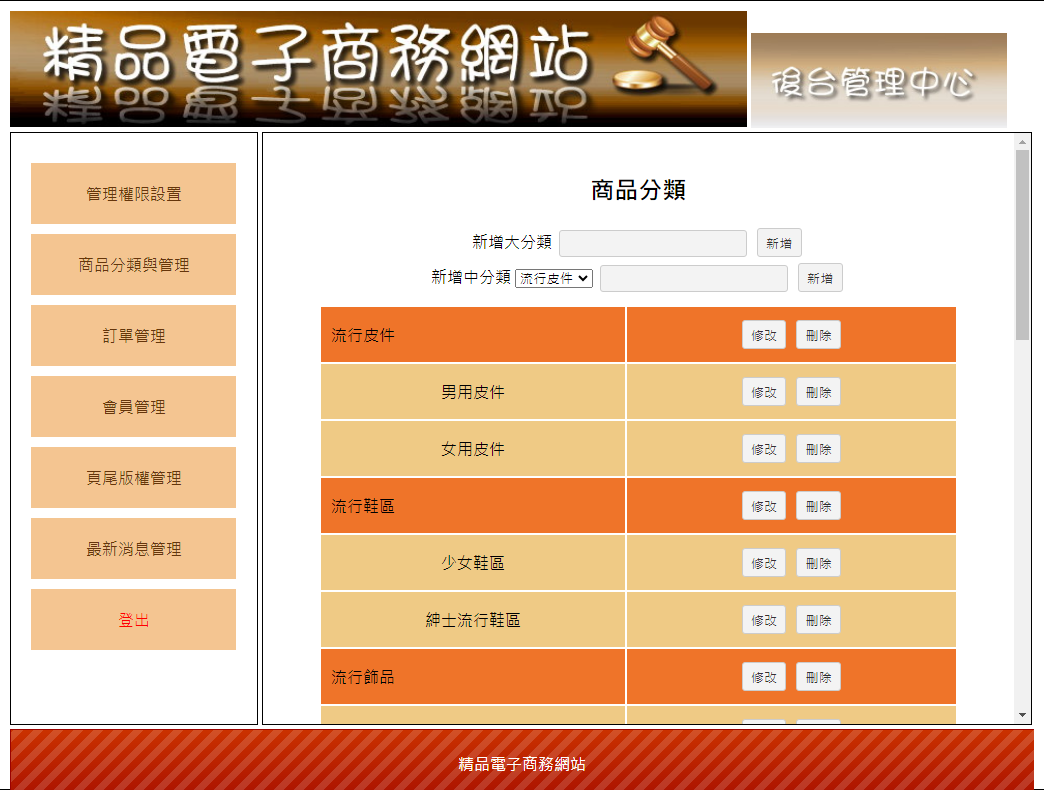 精品電子商務網站
後台管理中心
管理權限設置
商品分類與管理
訂單管理
會員管理
頁尾版權管理
最新消息管理
登出
商品分類
新增大分類 新增
新增中分類 流行皮件 新增
流行皮件 修改 刪除
男用皮件 修改 刪除
女用皮件 修改 刪除
流行鞋區 修改 刪除
少女鞋區 修改 刪除
紳士流行鞋區 修改 刪除
流行飾品 修改 刪除
精品電子商務網站